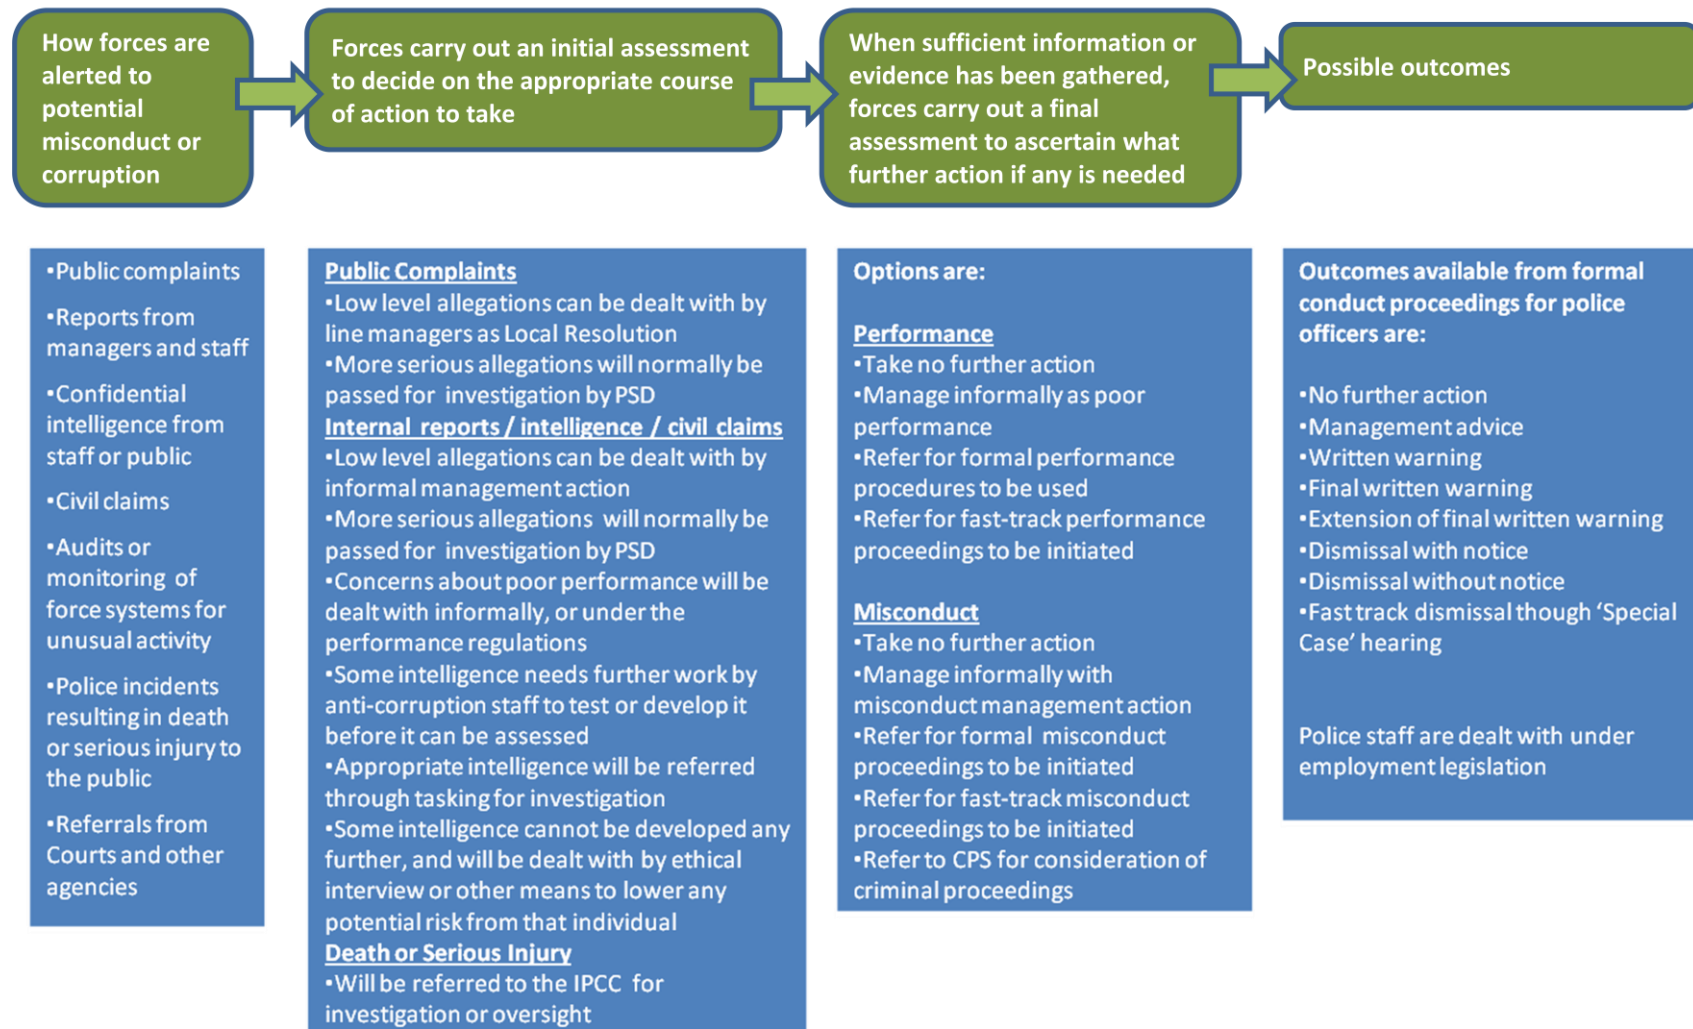 How forces are
alerted to
potential
misconduct or
corruption
Forces carry out an initial assessment
to decide on the appropriate course
of action to take
When sufficient information or
evidence has been gathered,
forces carry out a final
assessment to ascertain what
further action if any is needed
Possible outcomes
•Public complaints
•Reports from
managers and staff
•Confidential
intelligence from
staff or public
•Civil claims
•Audits or
monitoring of
force systems for
unusual activity
•Police incidents
resulting in death
or serious injury to
the public
•Referrals from
Courts and other
agencies
Public Complaints
•Low level allegations can be dealt with by
line managers as Local Resolution
•More serious allegations will normally be
passed for investigation by PSD
Internal reports / intelligence / civil claims
•Low level allegations can be dealt with by
informal management action
•More serious allegations will normally be
passed for investigation by PSD
•Concerns about poor performance will be
dealt with informally, or under the
performance regulations
•Some intelligence needs further work by
anti-corruption staff to test or develop it
before it can be assessed
•Appropriate intelligence will be referred
through tasking for investigation
•Some intelligence cannot be developed any
further, and will be dealt with by ethical
interview or other means to lower any
potential risk from that individual
Death or Serious Injury
•Will be referred to the IPCC for
investigation or oversight
Options are:
Performance
•Take no further action
•Manage informally as poor
performance
•Refer for formal performance
procedures to be used
•Refer for fast-track performance
proceedings to be initiated
Misconduct
•Take no further action
•Manage informally with
misconduct management action
•Refer for formal misconduct
proceedings to be initiated
•Refer for fast-track misconduct
proceedings to be initiated
•Refer to CPS for consideration of
criminal proceedings
Outcomes available from formal
conduct proceedings for police
officers are:
•No further action
•Management advice
•Written warning
•Final written warning
•Extension of final written warning
•Dismissal with notice
•Dismissal without notice
•Fast track dismissal though ‘Special
Case’ hearing
Police staff are dealt with under
employment legislation